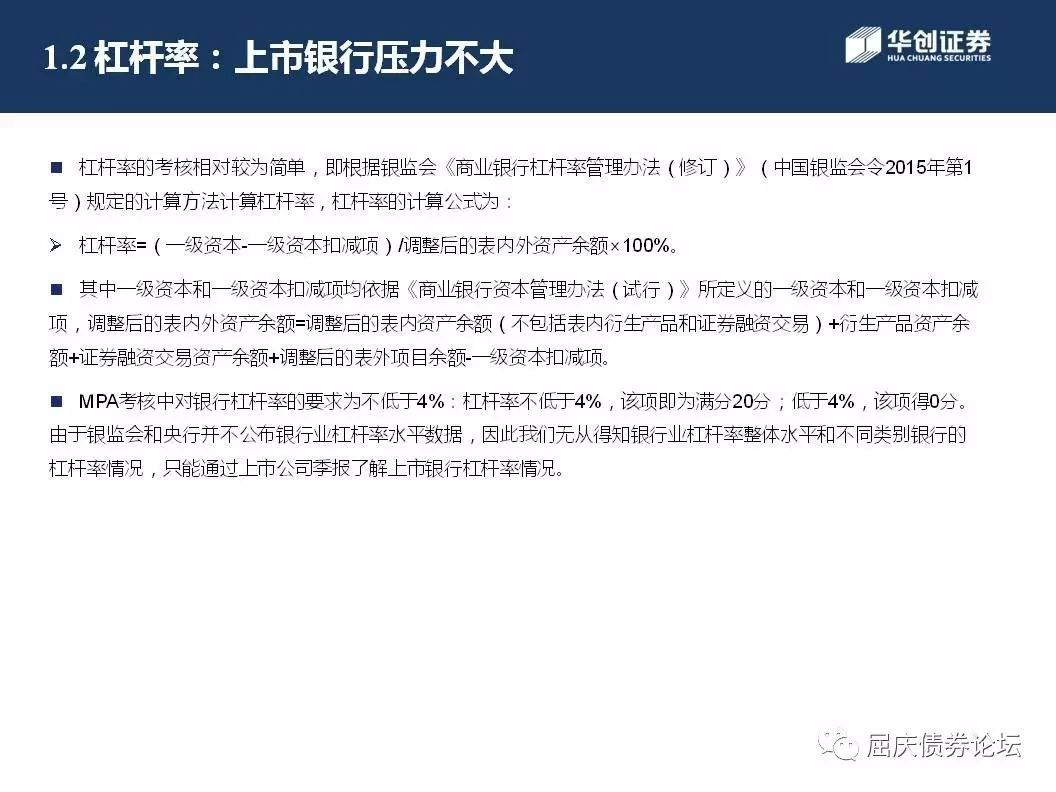 1.2 杠杆率：上市银行压力不大
华创证券
HUA CHUANG SECURITIES
■ 杠杆率的考核相对较为简单，即根据银监会《商业银行杠杆率管理办法（修订）》（中国银监会令2015年第1
号）规定的计算方法计算杠杆率，杠杆率的计算公式为：
➢ 杠杆率=（一级资本-一级资本扣减项）/调整后的表内外资产余额×100%。
■ 其中一级资本和一级资本扣减项均依据《商业银行资本管理办法（试行）》所定义的一级资本和一级资本扣减
项，调整后的表内外资产余额=调整后的表内资产余额（不包括表内衍生产品和证券融资交易）+衍生产品资产余
额+证券融资交易资产余额+调整后的表外项目余额-一级资本扣减项。
■ MPA考核中对银行杠杆率的要求为不低于4%：杠杆率不低于4%，该项即为满分20分；低于4%，该项得0分。
由于银监会和央行并不公布银行业杠杆率水平数据，因此我们无从得知银行业杠杆率整体水平和不同类别银行的
杠杆率情况，只能通过上市公司季报了解上市银行杠杆率情况。
屈庆债券论坛